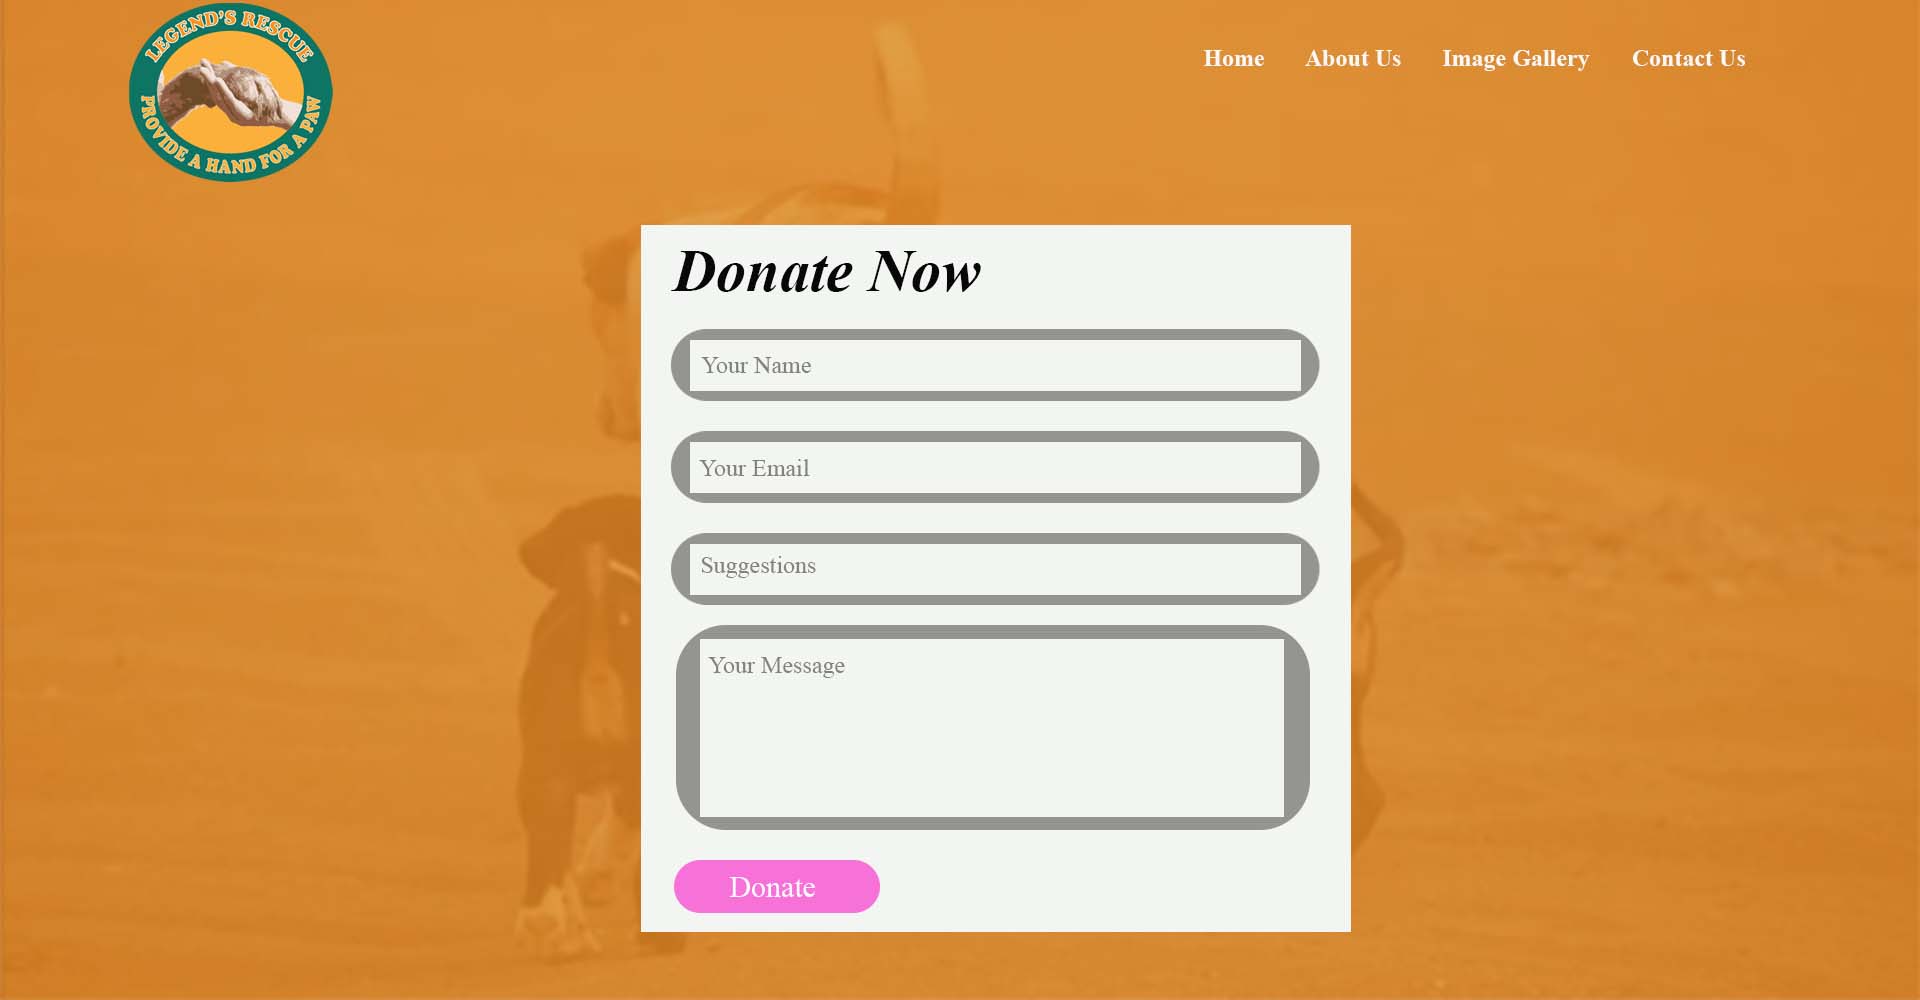 LEGEND'S RESCUE
PROVIDE A HAND FOR A PAW
Home About Us Image Gallery Contact Us
Donate Now
Your Name
Your Email
Suggestions
Your Message
Donate